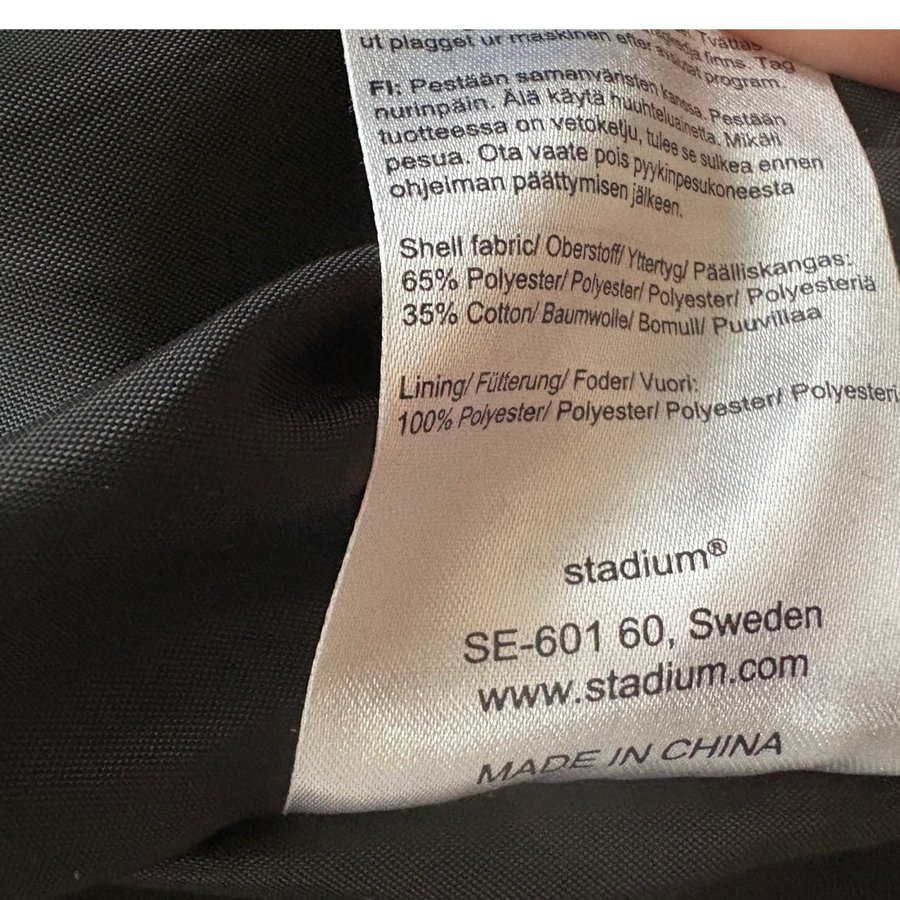 ut plagget ur maskinen efter avslutat program.
FI: Pestään samanväristen kanssa. Pestään
nurinpäin. Älä käytä huuhteluainetta. Mikäli
tuotteessa on vetoketju, tulee se sulkea ennen
pesua. Ota vaate pois pyykinpesukoneesta
ohjelman päättymisen jälkeen.
Shell fabric/ Oberstoff/ Yttertyg/ Päälliskangas:
65% Polyester/ Polyester/ Polyester/ Polyesteriä
35% Cotton/ Baumwolle/ Bomull/ Puuvillaa
Lining/ Fütterung/ Foder/ Vuori:
100% Polyester/ Polyester/ Polyester/ Polyesteri
stadium®
SE-601 60, Sweden
www.stadium.com
MADE IN CHINA